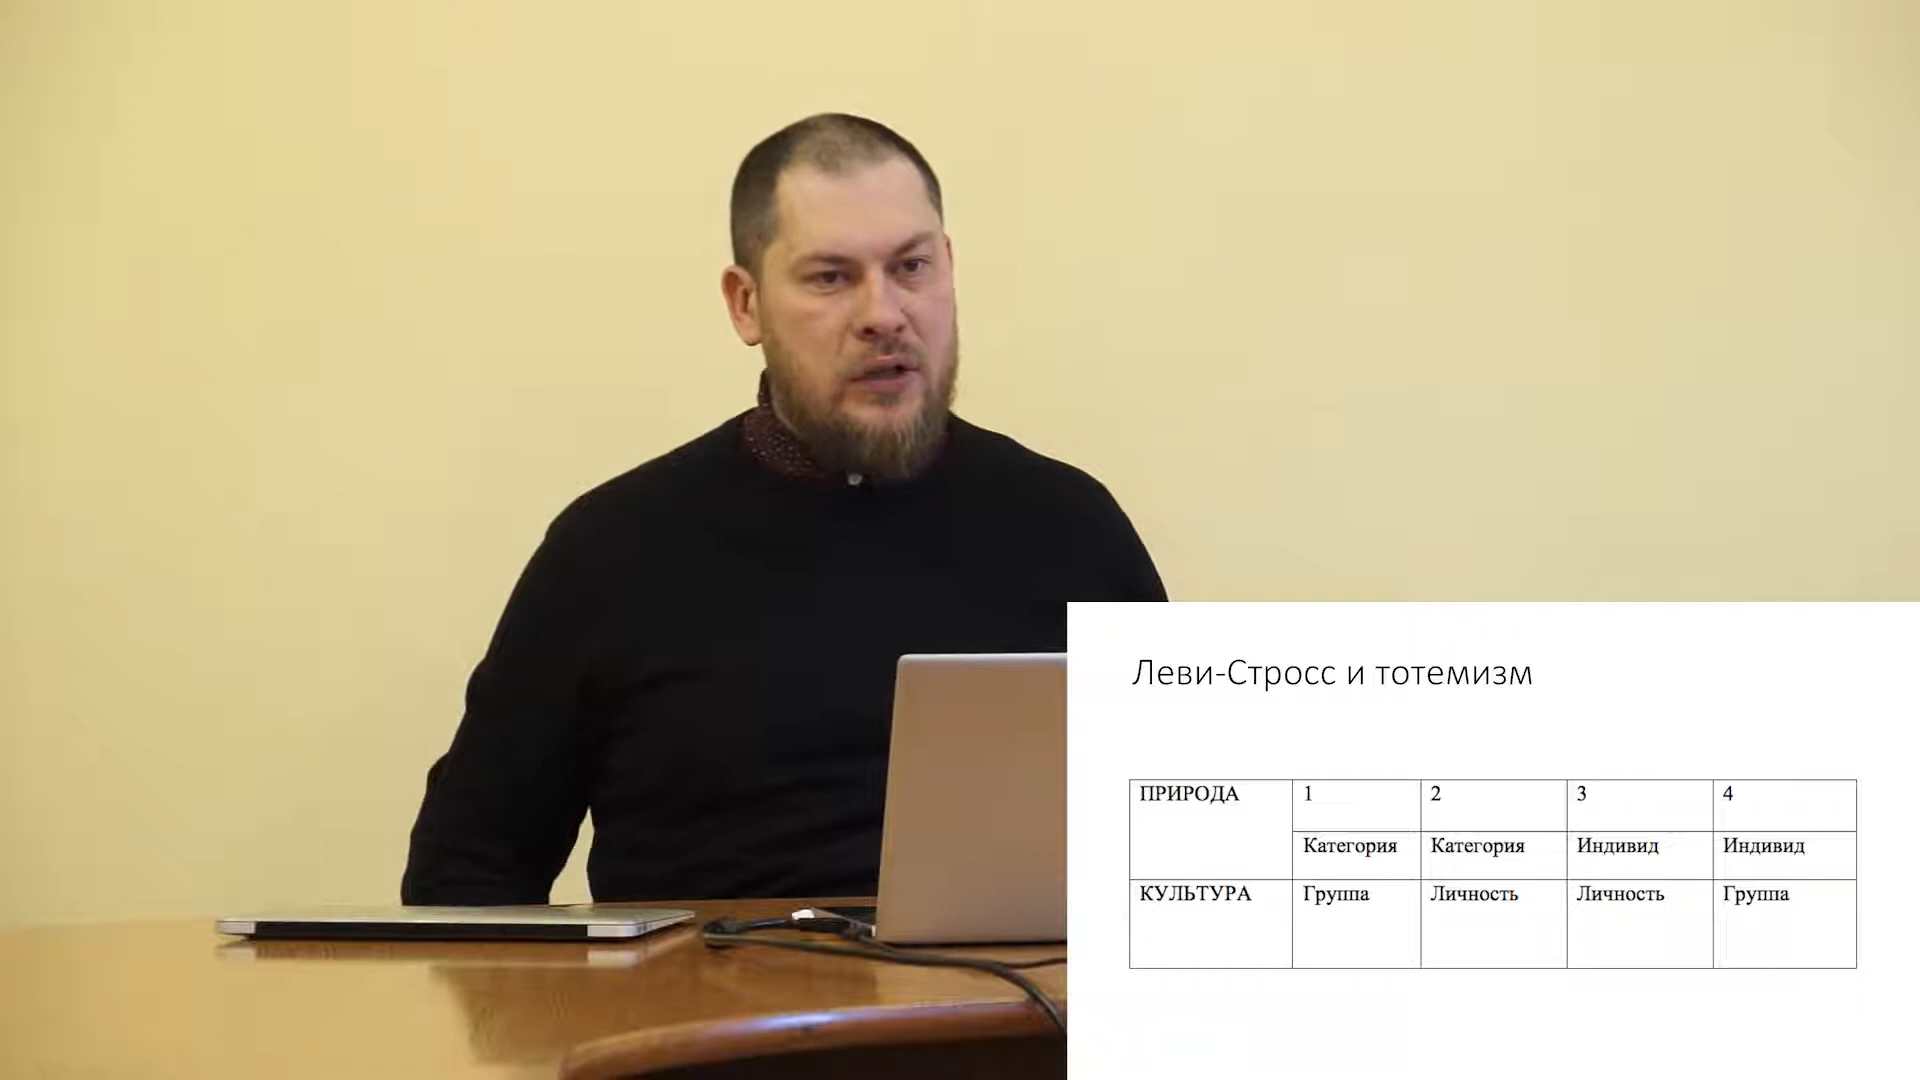 Леви-Стросс и тотемизм
ПРИРОДА 1 2 3 4
Категория Категория Индивид Индивид
КУЛЬТУРА Группа Личность Личность Группа